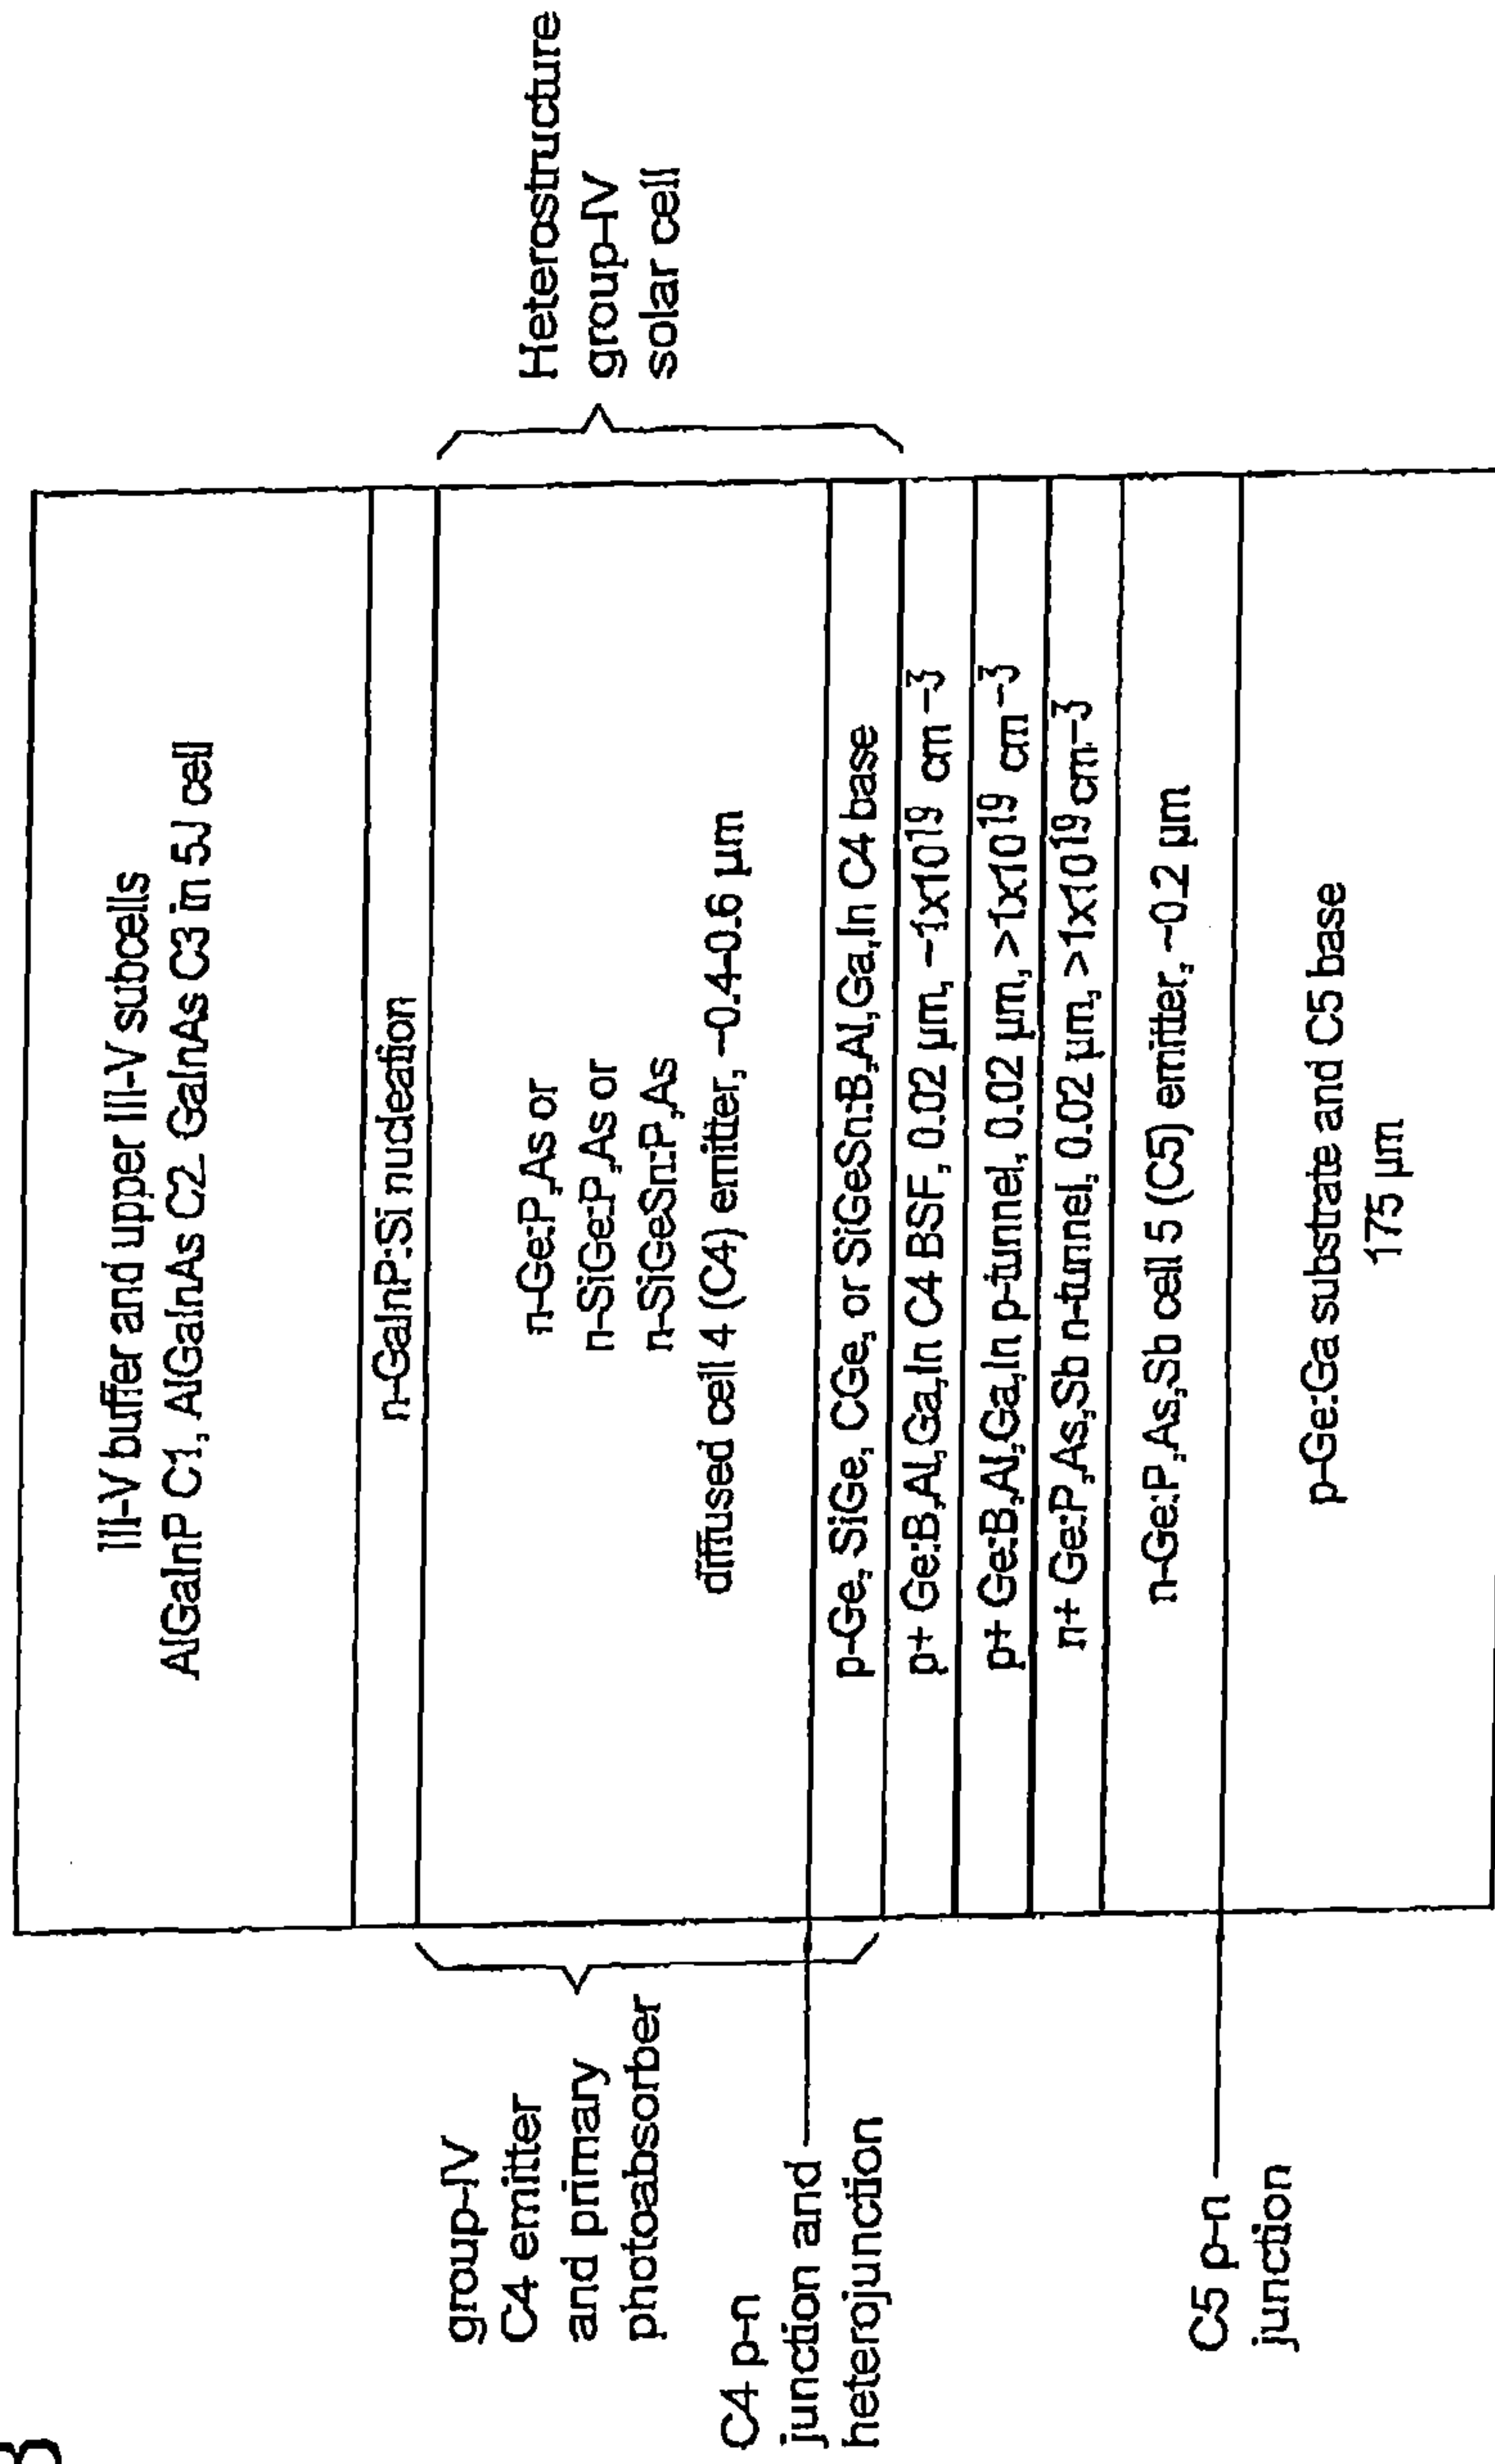 3
III-V buffer and upper III-V subcells
AlGaInP C1, AlGaInAs C2 GaInAs C3 in 5J cell
n-GaInP:Si nucleation
n-Ge:P,As or
n-SiGe:P,As or
n-SiGeSn:P,As
diffused cell 4 (C4) emitter, ~0.4-0.6 µm
p-Ge, SiGe, CGe, or SiGeSn:B,Al,Ga,In C4 base
p+ Ge:B,Al,Ga,In C4 BSF, 0.02 µm, ~1x10¹⁹ cm⁻³
p+ Ge:B,Al,Ga,In p-tunnel, 0.02 µm, >1x10¹⁹ cm⁻³
n+ Ge:P,As,Sb n-tunnel, 0.02 µm, >1x10¹⁹ cm⁻³
n-Ge:P,As,Sb cell 5 (C5) emitter, ~0.2 µm
p-Ge:Ga substrate and C5 base
175 µm
group-IV
C4 emitter
and primary
photoabsorber
C4 p-n
junction and
heterojunction
C5 p-n
junction
Heterostructure
group-IV
solar cell